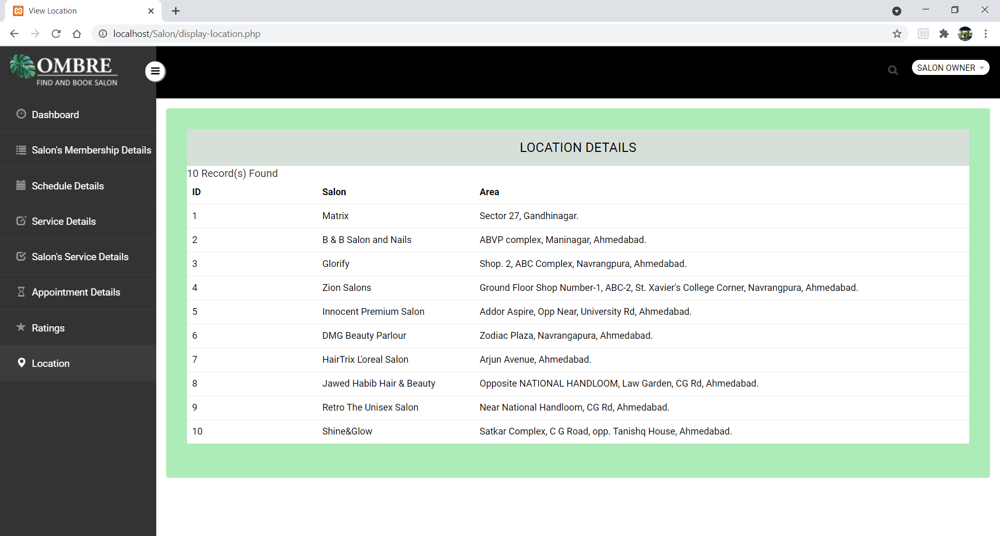 View Location
localhost/Salon/display-location.php
OMBRE
FIND AND BOOK SALON
SALON OWNER
Dashboard
Salon's Membership Details
Schedule Details
Service Details
Salon's Service Details
Appointment Details
Ratings
Location
LOCATION DETAILS
10 Record(s) Found
ID Salon Area
1 Matrix Sector 27, Gandhinagar.
2 B & B Salon and Nails ABVP complex, Maninagar, Ahmedabad.
3 Glorify Shop. 2, ABC Complex, Navrangpura, Ahmedabad.
4 Zion Salons Ground Floor Shop Number-1, ABC-2, St. Xavier's College Corner, Navrangpura, Ahmedabad.
5 Innocent Premium Salon Addor Aspire, Opp Near, University Rd, Ahmedabad.
6 DMG Beauty Parlour Zodiac Plaza, Navrangapura, Ahmedabad.
7 HairTrix L'oreal Salon Arjun Avenue, Ahmedabad.
8 Jawed Habib Hair & Beauty Opposite NATIONAL HANDLOOM, Law Garden, CG Rd, Ahmedabad.
9 Retro The Unisex Salon Near National Handloom, CG Rd, Ahmedabad.
10 Shine&Glow Satkar Complex, C G Road, opp. Tanishq House, Ahmedabad.